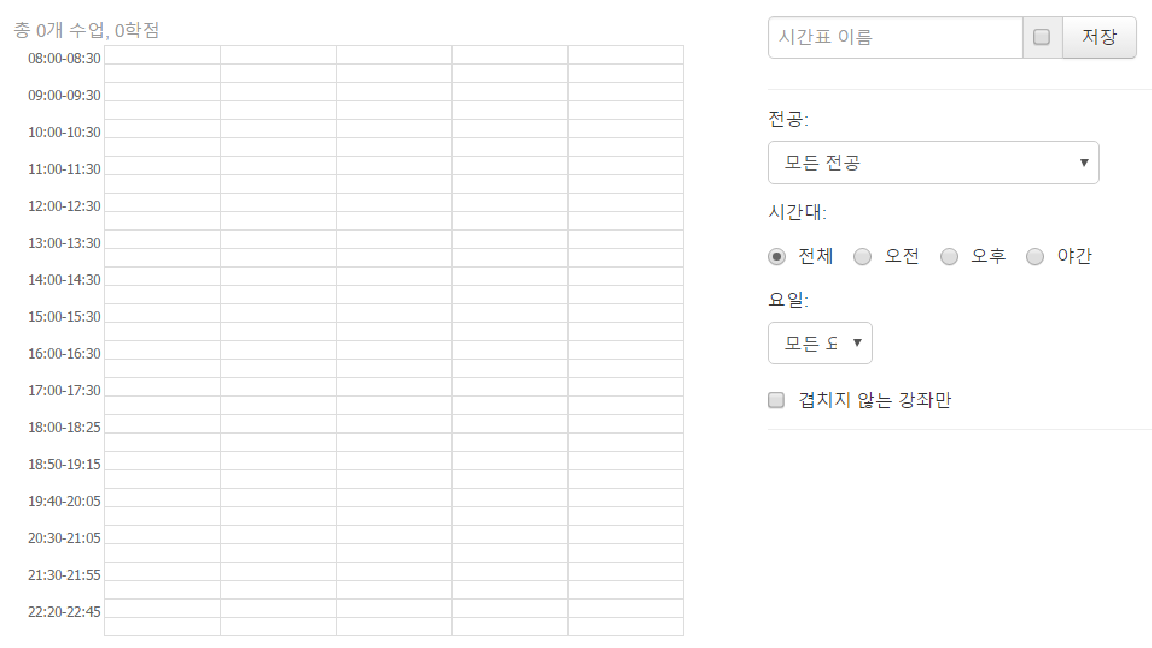 총 0개 수업, 0학점
08:00-08:30
09:00-09:30
10:00-10:30
11:00-11:30
12:00-12:30
13:00-13:30
14:00-14:30
15:00-15:30
16:00-16:30
17:00-17:30
18:00-18:25
18:50-19:15
19:40-20:05
20:30-21:05
21:30-21:55
22:20-22:45
시간표 이름 저장
전공:
모든 전공
시간대:
전체 오전 오후 야간
요일:
모든
겹치지 않는 강좌만